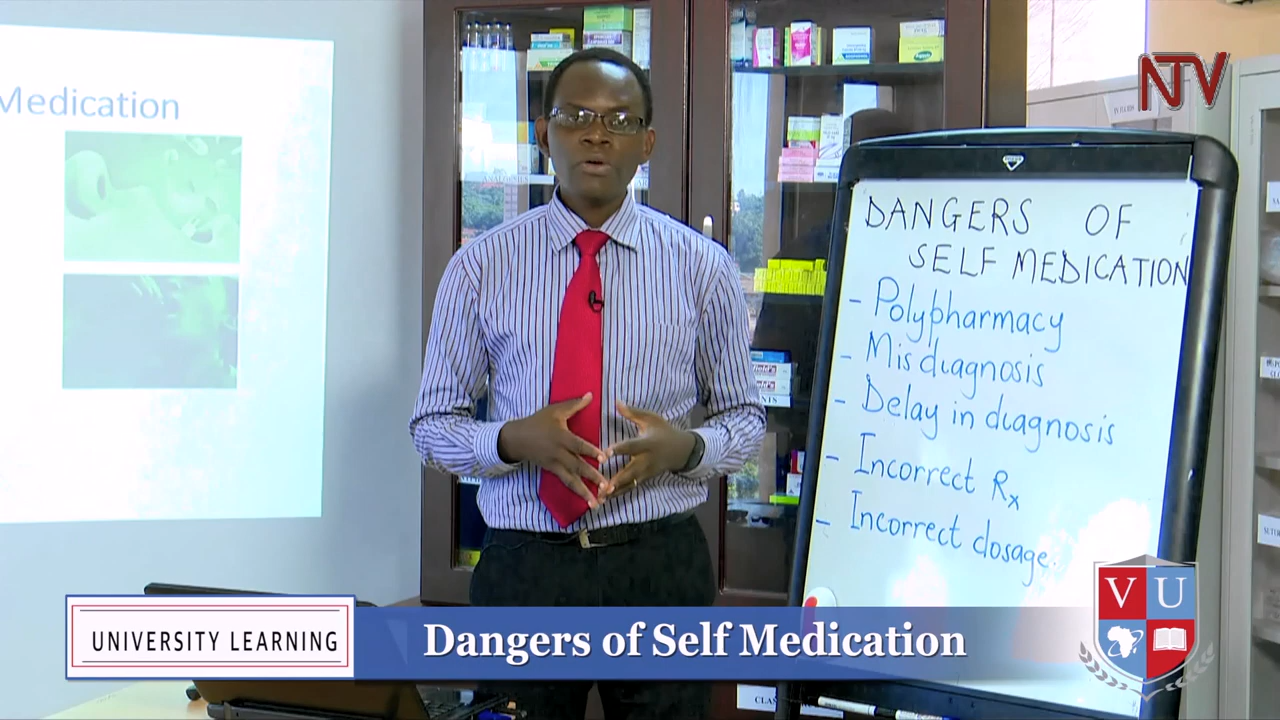 Medication
NTV
DANGERS OF
SELF MEDICATION
- Polypharmacy
- Misdiagnosis
- Delay in diagnosis
- Incorrect Rx
- Incorrect dosage.
UNIVERSITY LEARNING
Dangers of Self Medication
VU